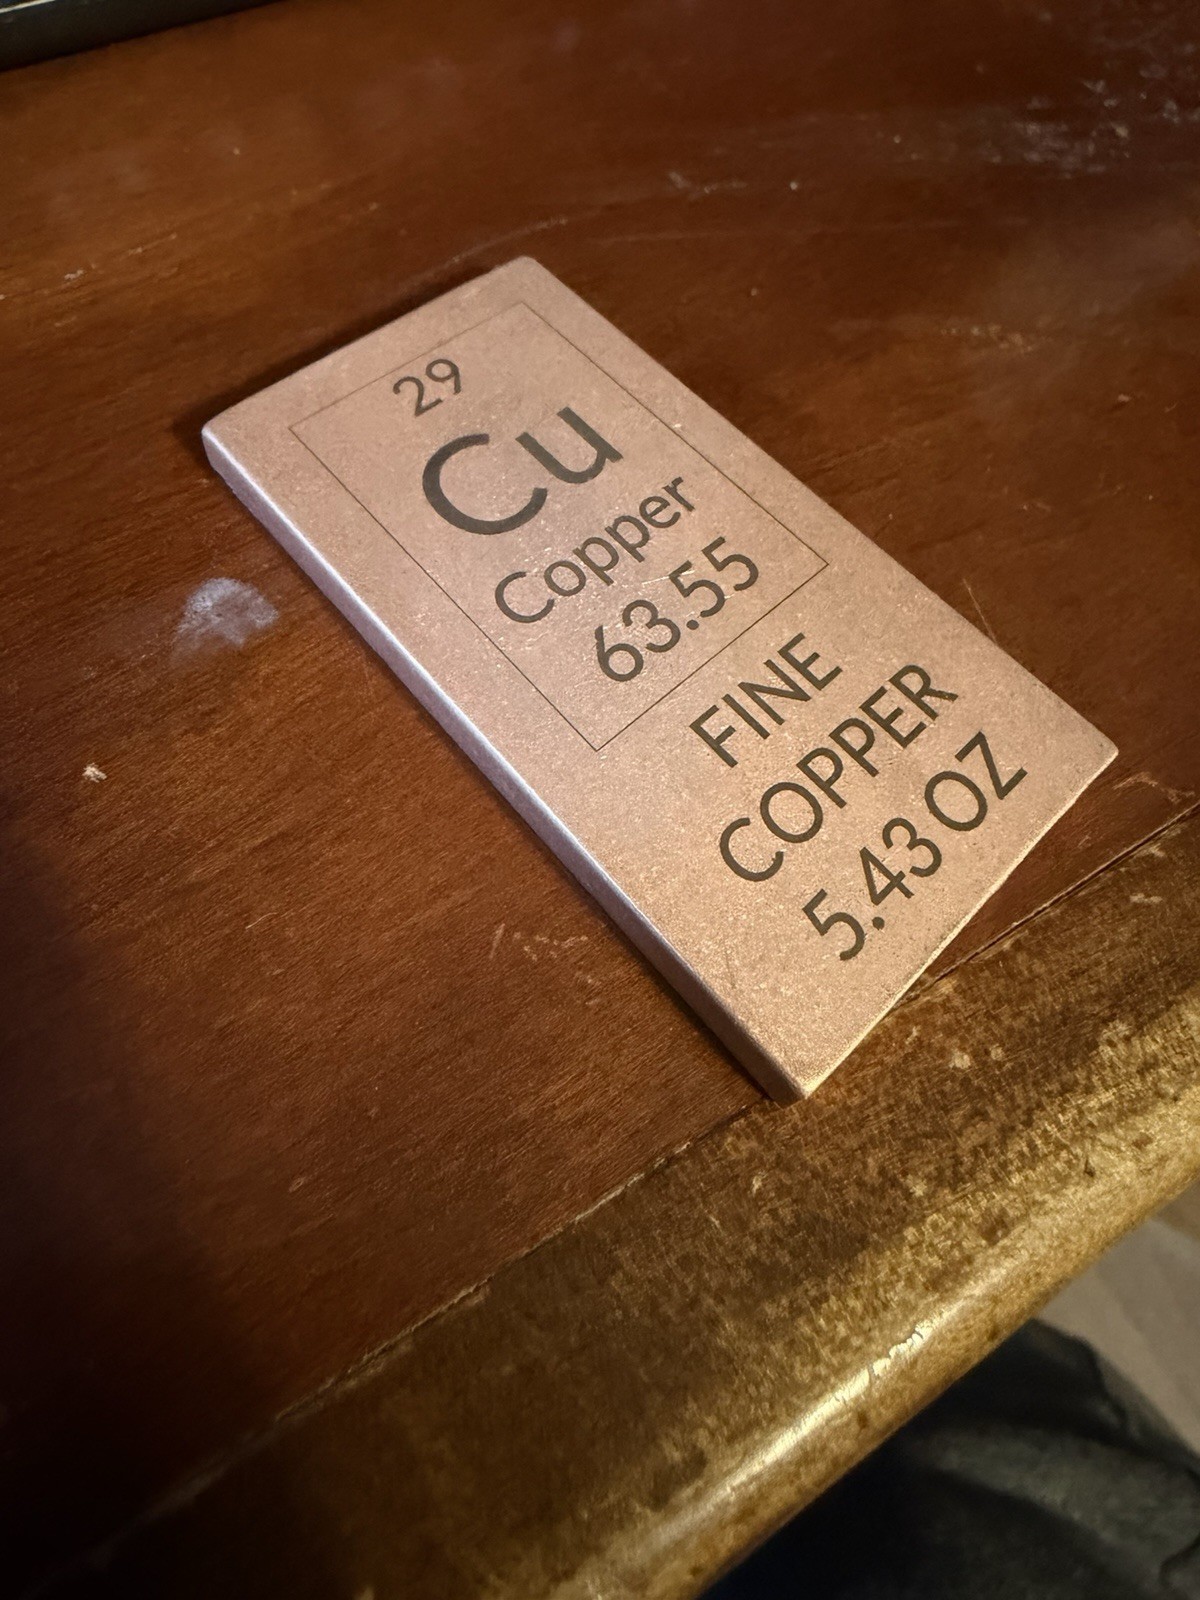 29
Cu
Copper
63.55
FINE
COPPER
5.43 OZ